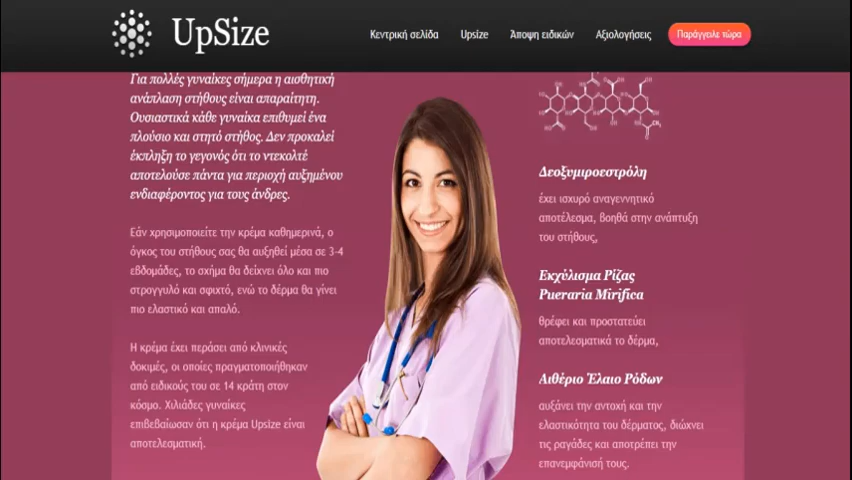 UpSize
Κεντρική σελίδα
Upsize
Άποψη ειδικών
Αξιολογήσεις
Παράγγειλε τώρα
Για πολλές γυναίκες σήμερα η αισθητική
ανάπλαση στήθους είναι απαραίτητη.
Ουσιαστικά κάθε γυναίκα επιθυμεί ένα
πλούσιο και στητό στήθος. Δεν προκαλεί
έκπληξη το γεγονός ότι το ντεκολτέ
αποτελούσε πάντα για περιοχή αυξημένου
ενδιαφέροντος για τους άνδρες.
Εάν χρησιμοποιείτε την κρέμα καθημερινά, ο
όγκος του στήθους σας θα αυξηθεί μέσα σε 3-4
εβδομάδες, το σχήμα θα δείχνει όλο και πιο
στρογγυλό και σφιχτό, ενώ το δέρμα θα γίνει
πιο ελαστικό και απαλό.
Η κρέμα έχει περάσει από κλινικές
δοκιμές, οι οποίες πραγματοποιήθηκαν
από ειδικούς του σε 14 κράτη στον
κόσμο. Χιλιάδες γυναίκες
επιβεβαίωσαν ότι η κρέμα Upsize είναι
αποτελεσματική.
Δεοξυμιροεστρόλη
έχει ισχυρό αναγεννητικό
αποτέλεσμα, βοηθά στην ανάπτυξη
του στήθους,
Εκχύλισμα Ρίζας
Pueraria Mirifica
θρέφει και προστατεύει
αποτελεσματικά το δέρμα,
Αιθέριο Έλαιο Ρόδων
αυξάνει την αντοχή και την
ελαστικότητα του δέρματος, διώχνει
τις ραγάδες και αποτρέπει την
επανεμφάνισή τους.